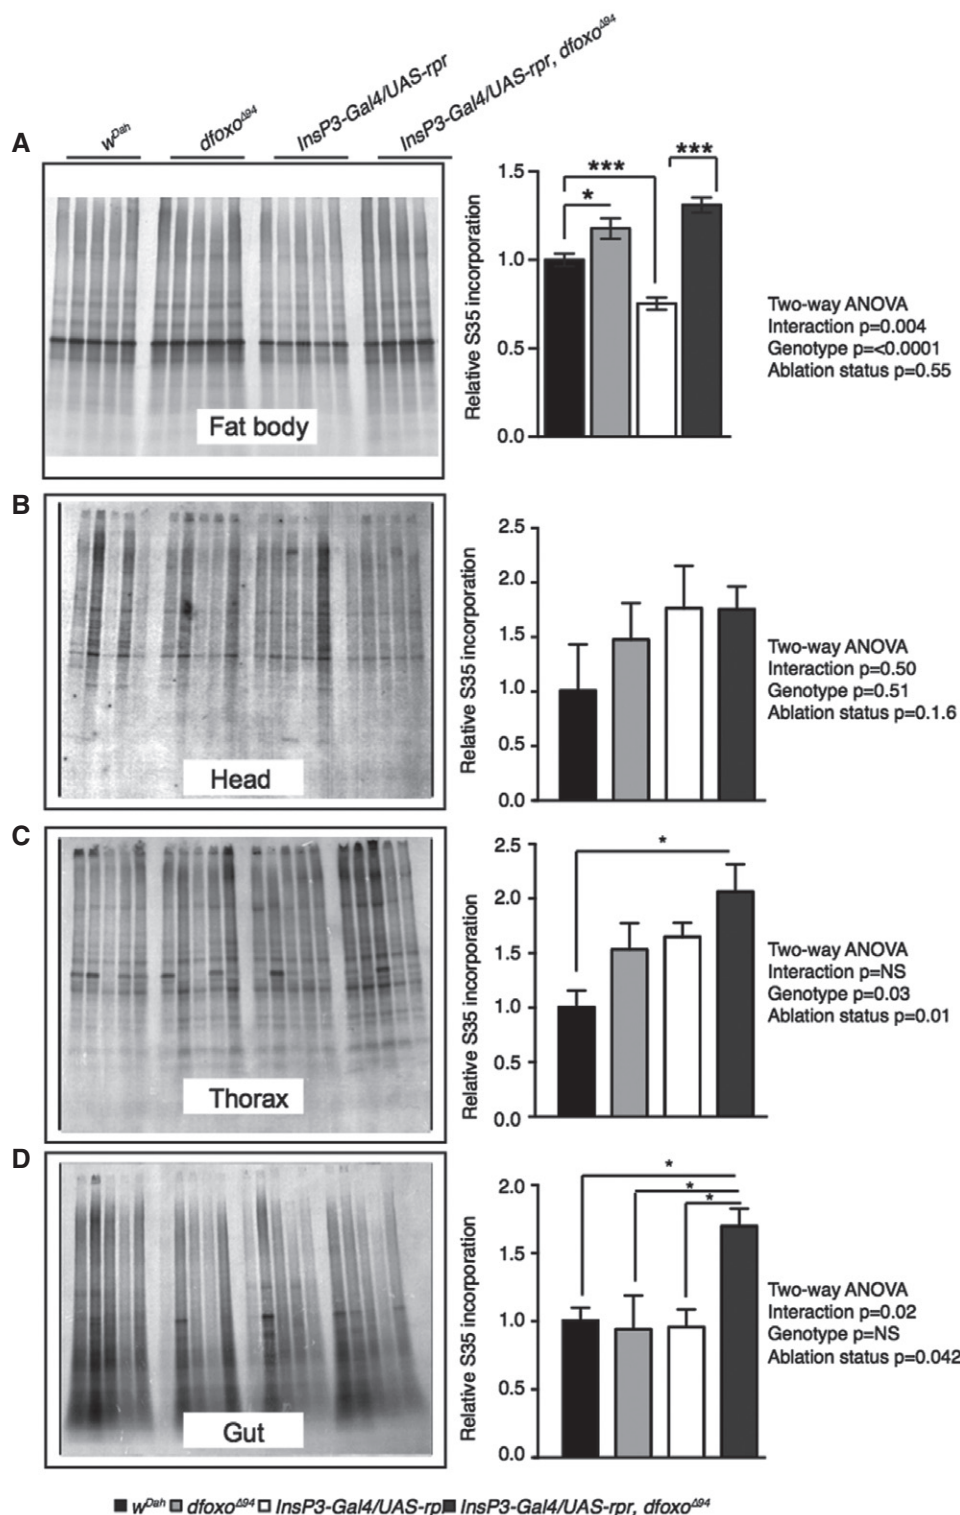 w^Dah dfoxo^Δ94 InsP3-Gal4/UAS-rpr InsP3-Gal4/UAS-rpr, dfoxo^Δ94
A
Fat body
Relative S35 incorporation
1.5
1.0
0.5
0.0
***
*
***
Two-way ANOVA
Interaction p=0.004
Genotype p=<0.0001
Ablation status p=0.55
B
Head
Relative S35 incorporation
2.5
2.0
1.5
1.0
0.5
0.0
Two-way ANOVA
Interaction p=0.50
Genotype p=0.51
Ablation status p=0.1.6
C
Thorax
Relative S35 incorporation
2.5
2.0
1.5
1.0
0.5
0.0
*
Two-way ANOVA
Interaction p=NS
Genotype p=0.03
Ablation status p=0.01
D
Gut
Relative S35 incorporation
2.0
1.5
1.0
0.5
0.0
*
*
*
Two-way ANOVA
Interaction p=0.02
Genotype p=NS
Ablation status p=0.042
w^Dah dfoxo^Δ94 InsP3-Gal4/UAS-rp InsP3-Gal4/UAS-rpr, dfoxo^Δ94